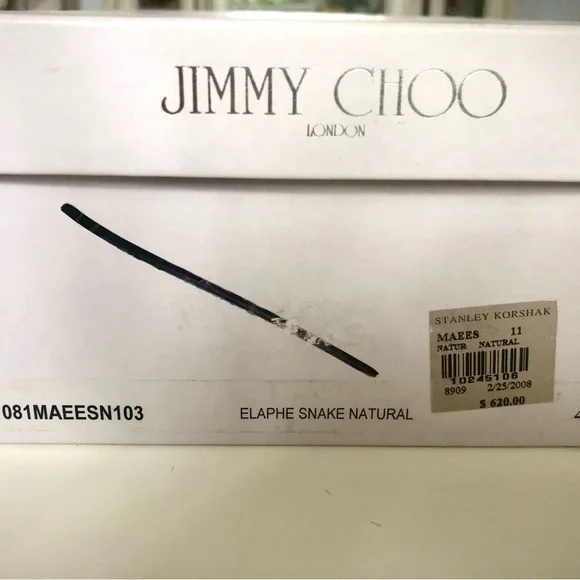 JIMMY CHOO
LONDON
STANLEY KORSHAK
MAEES 11
NATUR NATURAL
10245106
8909 2/25/2008
$ 620.00
081MAEESN103
ELAPHE SNAKE NATURAL